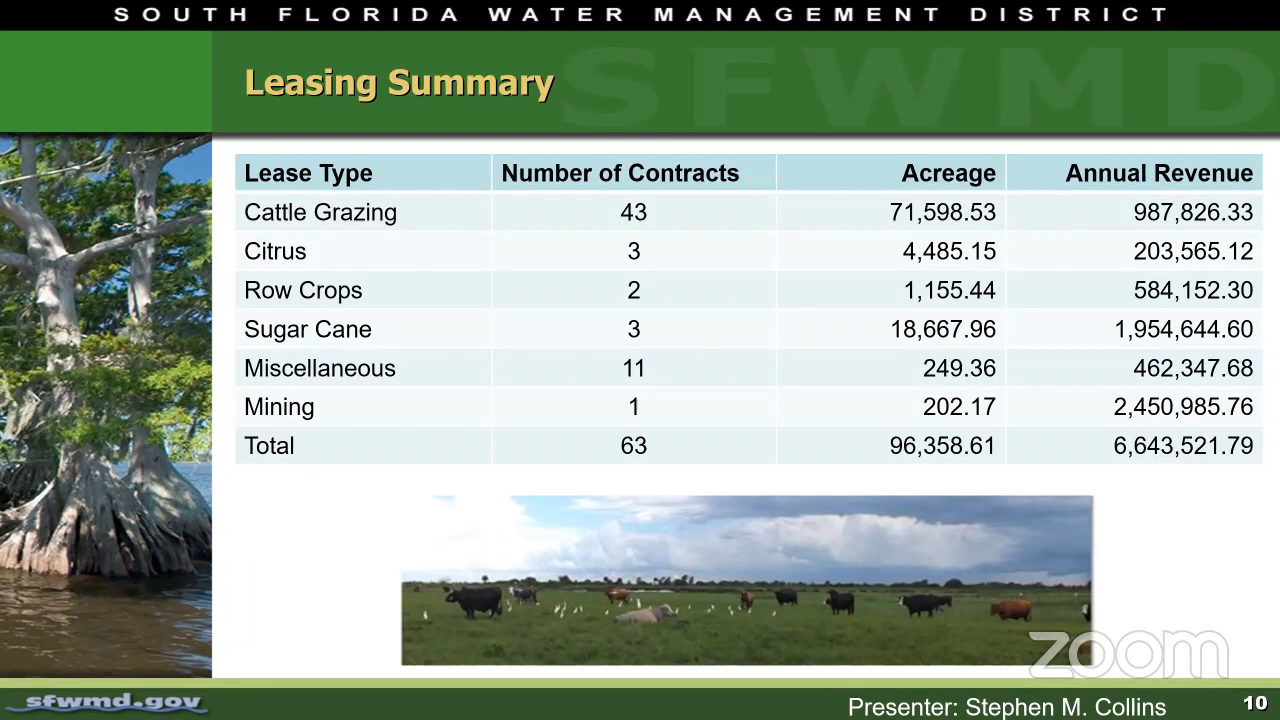 SOUTH FLORIDA WATER MANAGEMENT DISTRICT
SFWMD
Leasing Summary
Lease Type Number of Contracts Acreage Annual Revenue
Cattle Grazing 43 71,598.53 987,826.33
Citrus 3 4,485.15 203,565.12
Row Crops 2 1,155.44 584,152.30
Sugar Cane 3 18,667.96 1,954,644.60
Miscellaneous 11 249.36 462,347.68
Mining 1 202.17 2,450,985.76
Total 63 96,358.61 6,643,521.79
zoom
sfwmd.gov
Presenter: Stephen M. Collins 10